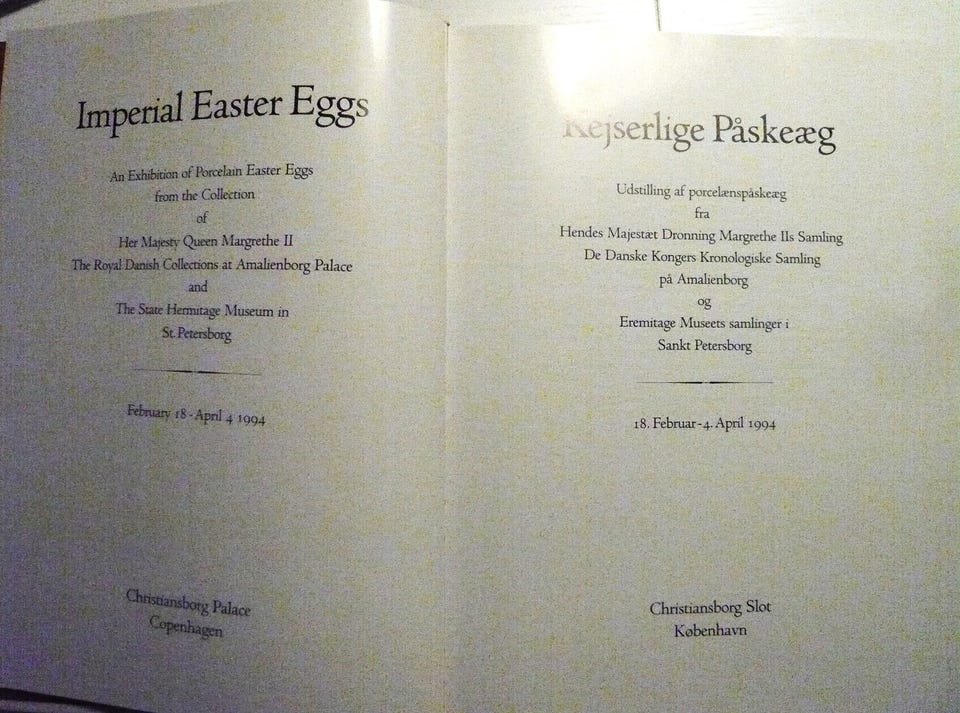 Imperial Easter Eggs
An Exhibition of Porcelain Easter Eggs
from the Collection
of
Her Majesty Queen Margrethe II
The Royal Danish Collections at Amalienborg Palace
and
The State Hermitage Museum in
St. Petersborg
February 18 - April 4 1994
Christiansborg Palace
Copenhagen
Kejserlige Påskeæg
Udstilling af porcelænspåskeæg
fra
Hendes Majestæt Dronning Margrethe IIs Samling
De Danske Kongers Kronologiske Samling
på Amalienborg
og
Eremitage Museets samlinger i
Sankt Petersborg
18. Februar - 4. April 1994
Christiansborg Slot
København